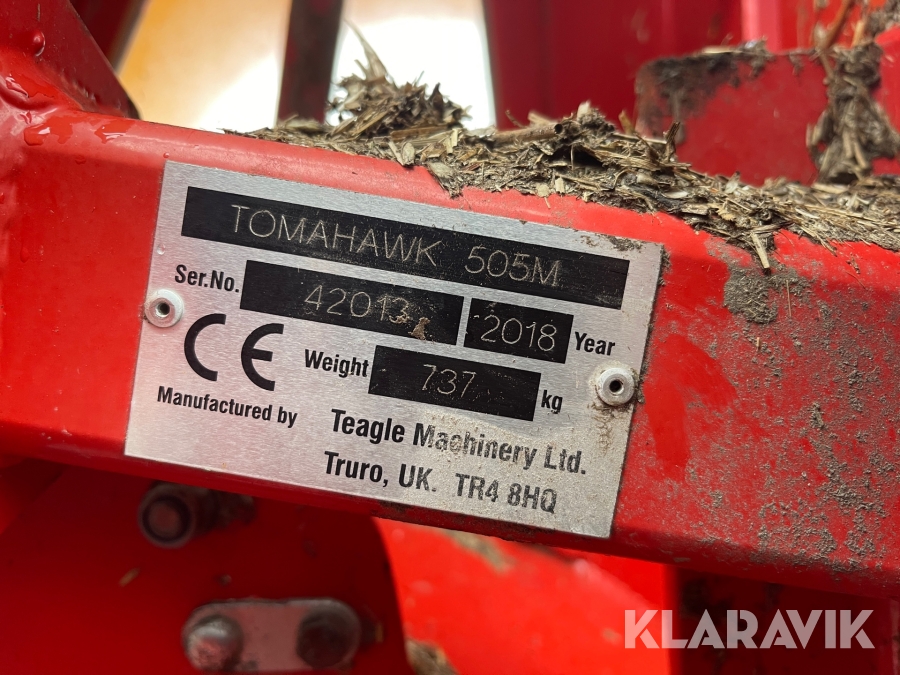 TOMAHAWK 505M
Ser.No. 42013 2018 Year
CE Weight 737 kg
Manufactured by Teagle Machinery Ltd.
Truro, UK. TR4 8HQ
KLARAVIK